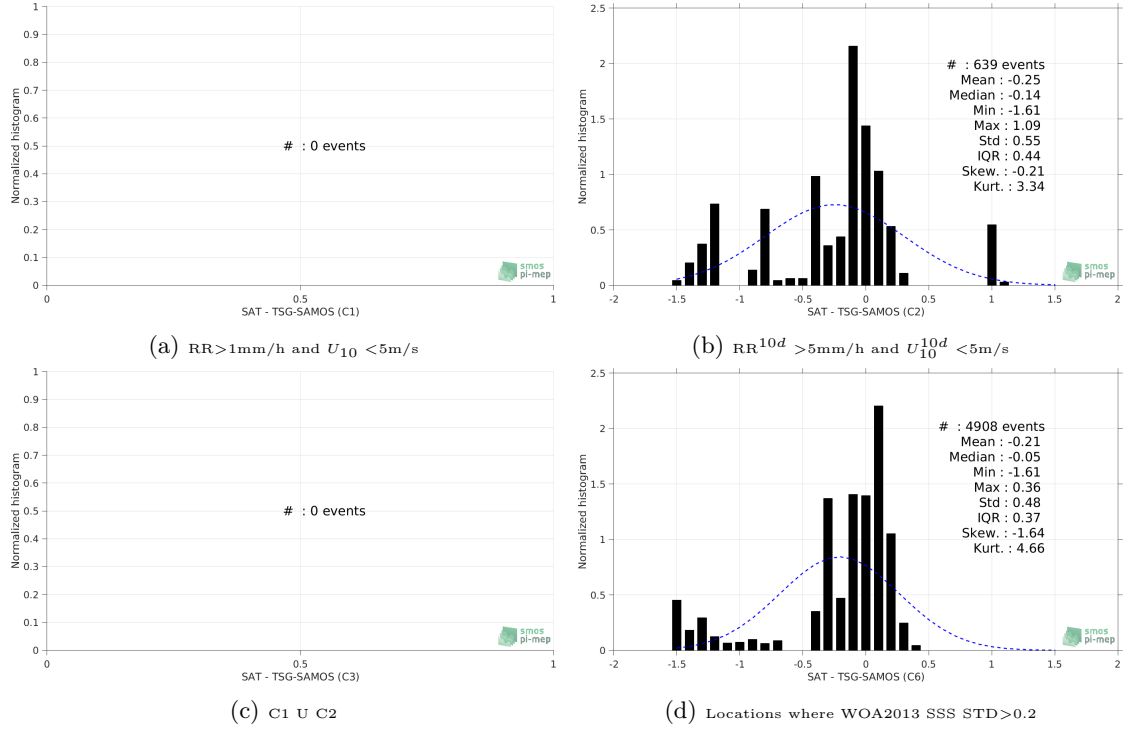 1
0.9
0.8
0.7
0.6
0.5
0.4
0.3
0.2
0.1
0
Normalized histogram
# : 0 events
smos
pi-mep
0 0.5 1
SAT - TSG-SAMOS (C1)
(a) RR>1mm/h and U10 <5m/s
2.5
2
1.5
1
0.5
0
Normalized histogram
# : 639 events
Mean : -0.25
Median : -0.14
Min : -1.61
Max : 1.09
Std : 0.55
IQR : 0.44
Skew. : -0.21
Kurt. : 3.34
smos
pi-mep
-2 -1.5 -1 -0.5 0 0.5 1 1.5 2
SAT - TSG-SAMOS (C2)
(b) RR^10d >5mm/h and U10^10d <5m/s
1
0.9
0.8
0.7
0.6
0.5
0.4
0.3
0.2
0.1
0
Normalized histogram
# : 0 events
smos
pi-mep
0 0.5 1
SAT - TSG-SAMOS (C3)
(c) C1 U C2
2.5
2
1.5
1
0.5
0
Normalized histogram
# : 4908 events
Mean : -0.21
Median : -0.05
Min : -1.61
Max : 0.36
Std : 0.48
IQR : 0.37
Skew. : -1.64
Kurt. : 4.66
smos
pi-mep
-2 -1.5 -1 -0.5 0 0.5 1 1.5 2
SAT - TSG-SAMOS (C6)
(d) Locations where WOA2013 SSS STD>0.2